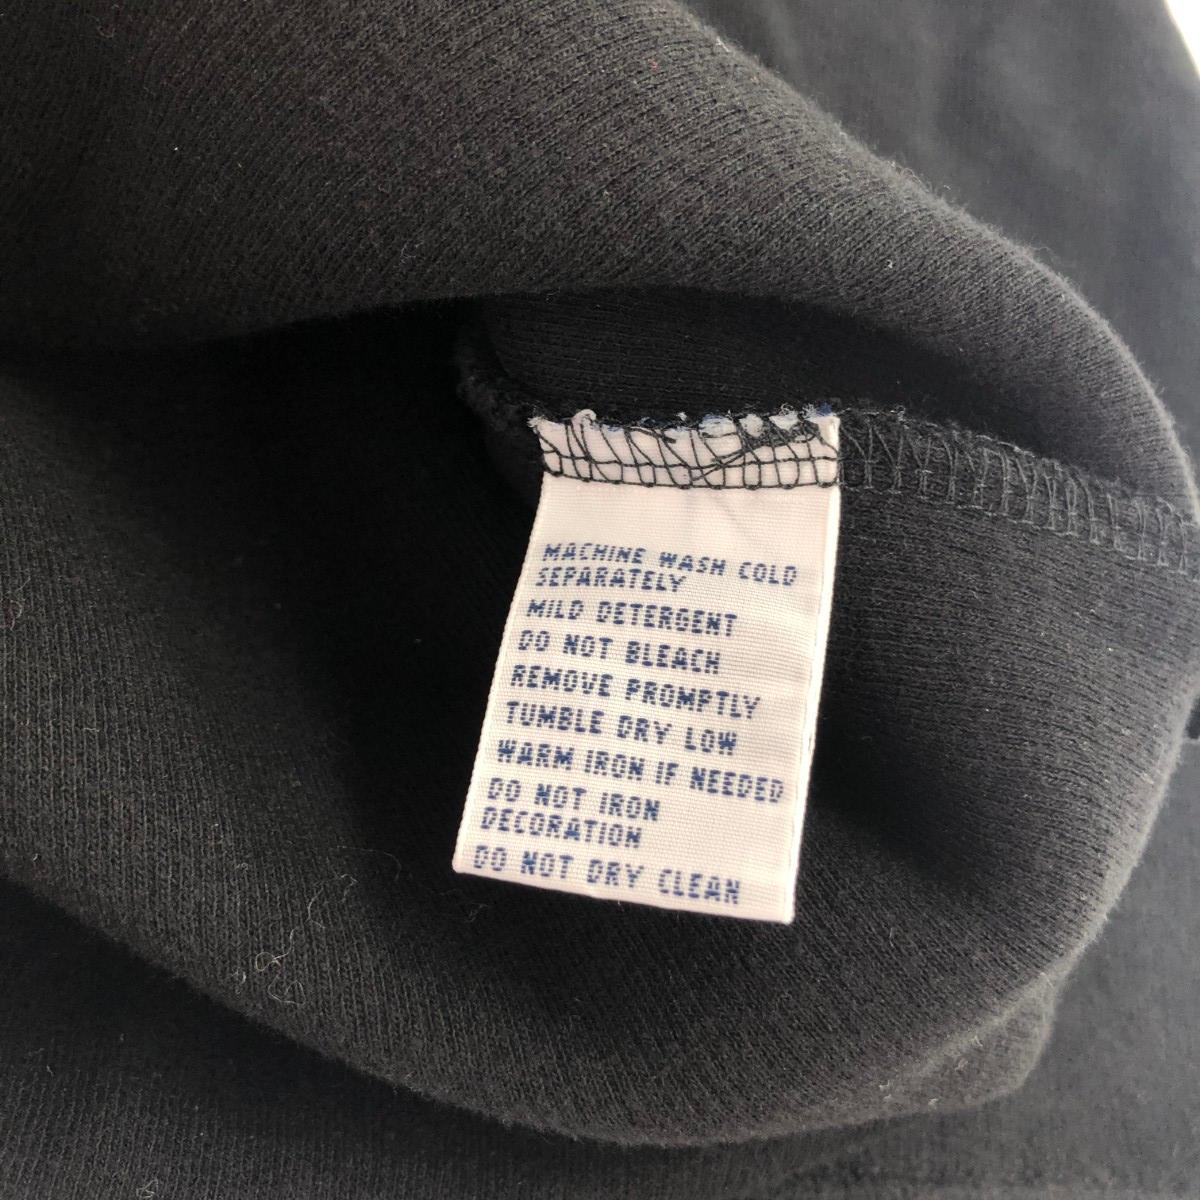 MACHINE WASH COLD
SEPARATELY
MILD DETERGENT
DO NOT BLEACH
REMOVE PROMPTLY
TUMBLE DRY LOW
WARM IRON IF NEEDED
DO NOT IRON
DECORATION
DO NOT DRY CLEAN